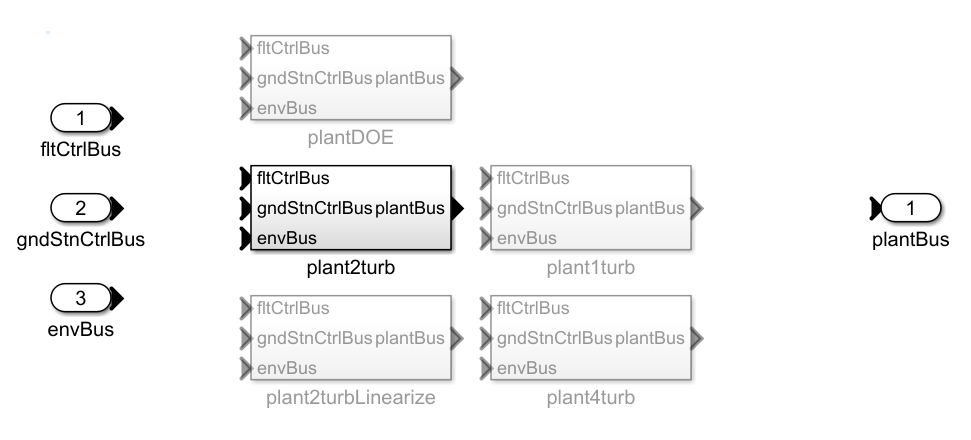 1
fltCtrlBus
2
gndStnCtrlBus
3
envBus
fltCtrlBus
gndStnCtrlBus plantBus
envBus
plantDOE
fltCtrlBus
gndStnCtrlBus plantBus
envBus
plant2turb
fltCtrlBus
gndStnCtrlBus plantBus
envBus
plant1turb
fltCtrlBus
gndStnCtrlBus plantBus
envBus
plant2turbLinearize
fltCtrlBus
gndStnCtrlBus plantBus
envBus
plant4turb
1
plantBus